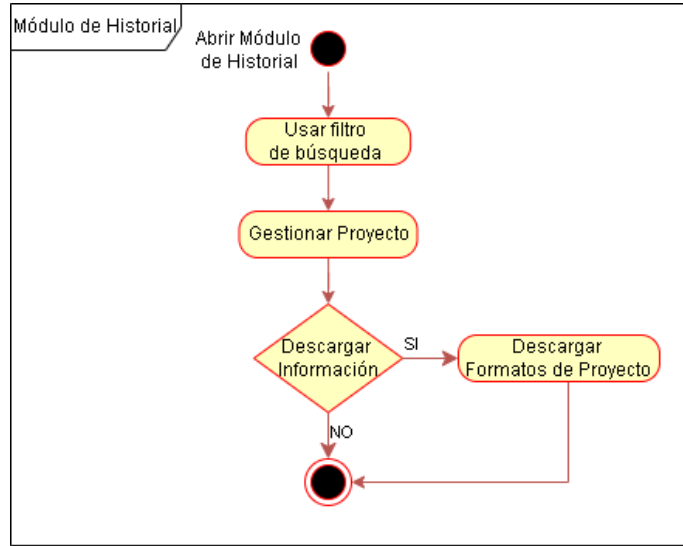 Módulo de Historial
Abrir Módulo
de Historial
Usar filtro
de búsqueda
Gestionar Proyecto
Descargar
Información
SI
Descargar
Formatos de Proyecto
NO